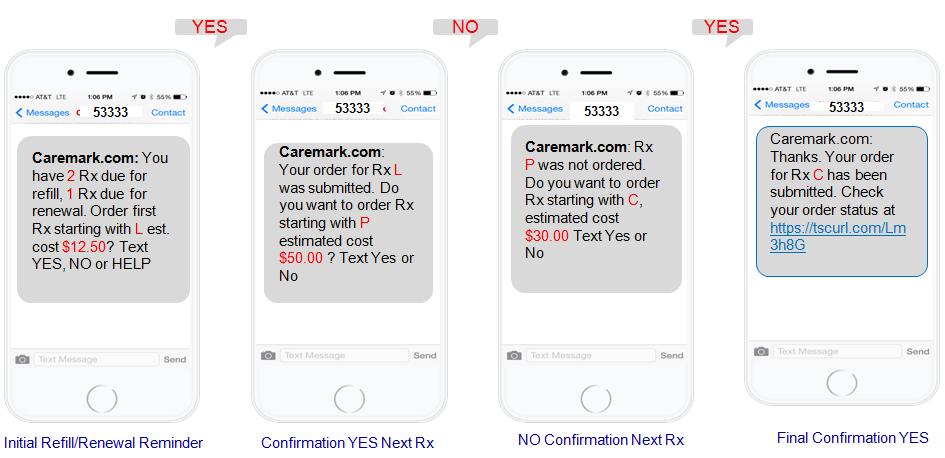 YES
NO
YES
●●●●○ AT&T LTE 1:06 PM 55%
Messages 53333 Contact
Caremark.com: You
have 2 Rx due for
refill, 1 Rx due for
renewal. Order first
Rx starting with L est.
cost $12.50? Text
YES, NO or HELP
Text Message Send
Initial Refill/Renewal Reminder
●●●●○ AT&T LTE 1:06 PM 55%
Messages 53333 Contact
Caremark.com:
Your order for Rx L
was submitted. Do
you want to order Rx
starting with P
estimated cost
$50.00 ? Text Yes or
No
Text Message Send
Confirmation YES Next Rx
●●●●○ AT&T LTE 1:06 PM 55%
Messages 53333 Contact
Caremark.com: Rx
P was not ordered.
Do you want to order
Rx starting with C,
estimated cost
$30.00 Text Yes or
No
Text Message Send
NO Confirmation Next Rx
●●●●○ AT&T LTE 1:06 PM 55%
Messages 53333 Contact
Caremark.com:
Thanks. Your order
for Rx C has been
submitted. Check
your order status at
https://tscurl.com/Lm
3h8G
Text Message Send
Final Confirmation YES